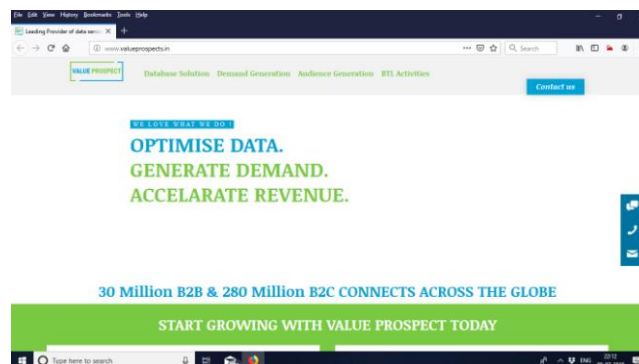 File Edit View History Bookmarks Tools Help
Leading Provider of data servi
www.valueprospects.in
Search
VALUE PROSPECT
Database Solution Demand Generation Audience Generation BTL Activities
Contact us
WE LOVE WHAT WE DO !
OPTIMISE DATA.
GENERATE DEMAND.
ACCELARATE REVENUE.
30 Million B2B & 280 Million B2C CONNECTS ACROSS THE GLOBE
START GROWING WITH VALUE PROSPECT TODAY
Type here to search
ENG
23:12